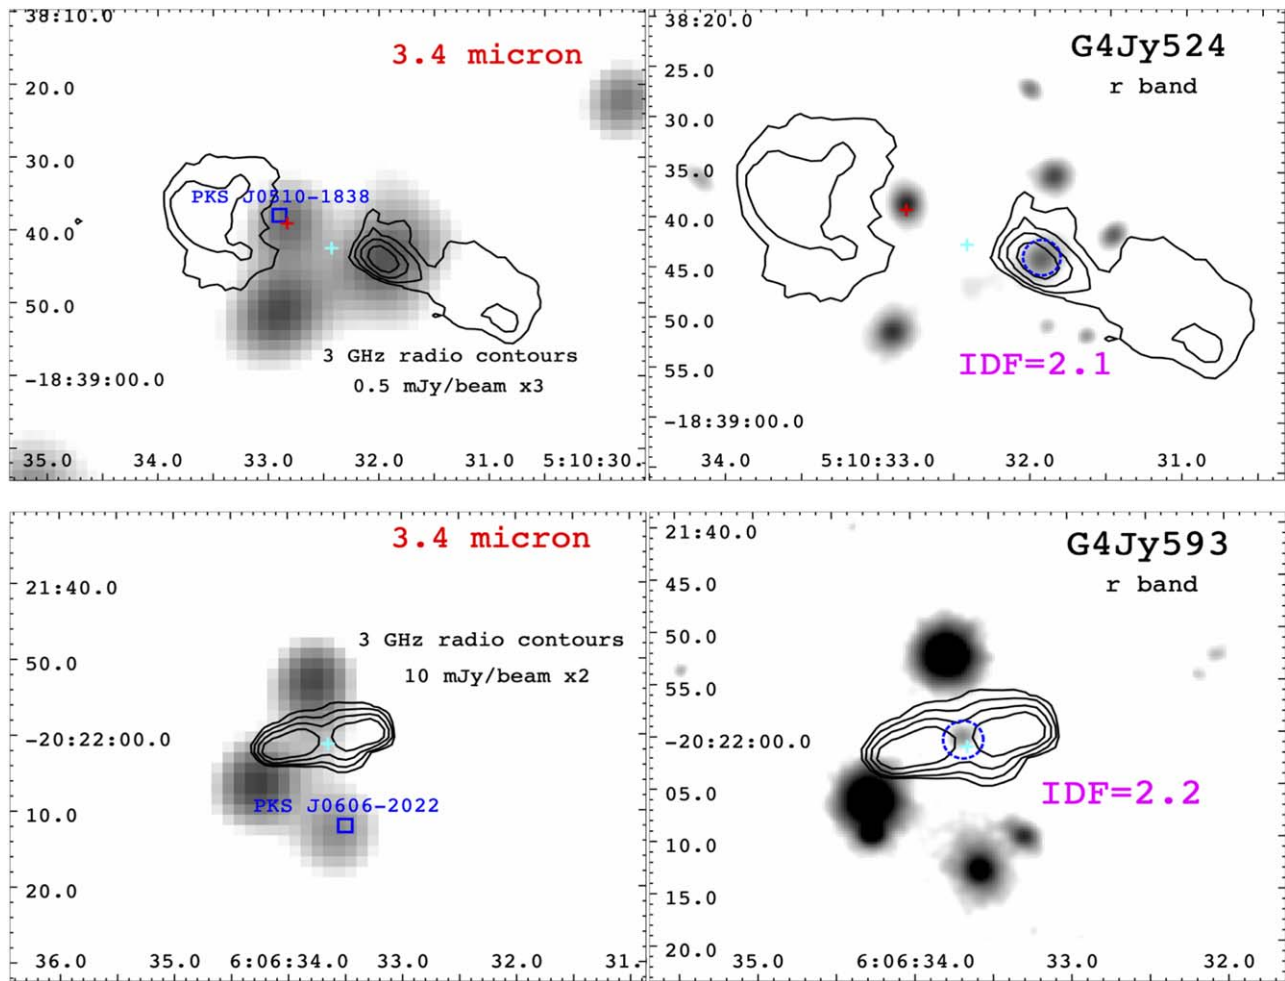 38:10.0
3.4 micron
20.0
30.0
PKS J0510-1838
40.0
50.0
3 GHz radio contours
0.5 mJy/beam x3
-18:39:00.0
35.0 34.0 33.0 32.0 31.0 5:10:30.
38:20.0
G4Jy524
r band
25.0
30.0
35.0
40.0
45.0
50.0
IDF=2.1
55.0
-18:39:00.0
34.0 5:10:33.0 32.0 31.0
3.4 micron
21:40.0
3 GHz radio contours
50.0
10 mJy/beam x2
-20:22:00.0
PKS J0606-2022
10.0
20.0
36.0 35.0 6:06:34.0 33.0 32.0 31.
21:40.0
G4Jy593
r band
45.0
50.0
55.0
-20:22:00.0
05.0
IDF=2.2
10.0
15.0
20.0
35.0 6:06:34.0 33.0 32.0